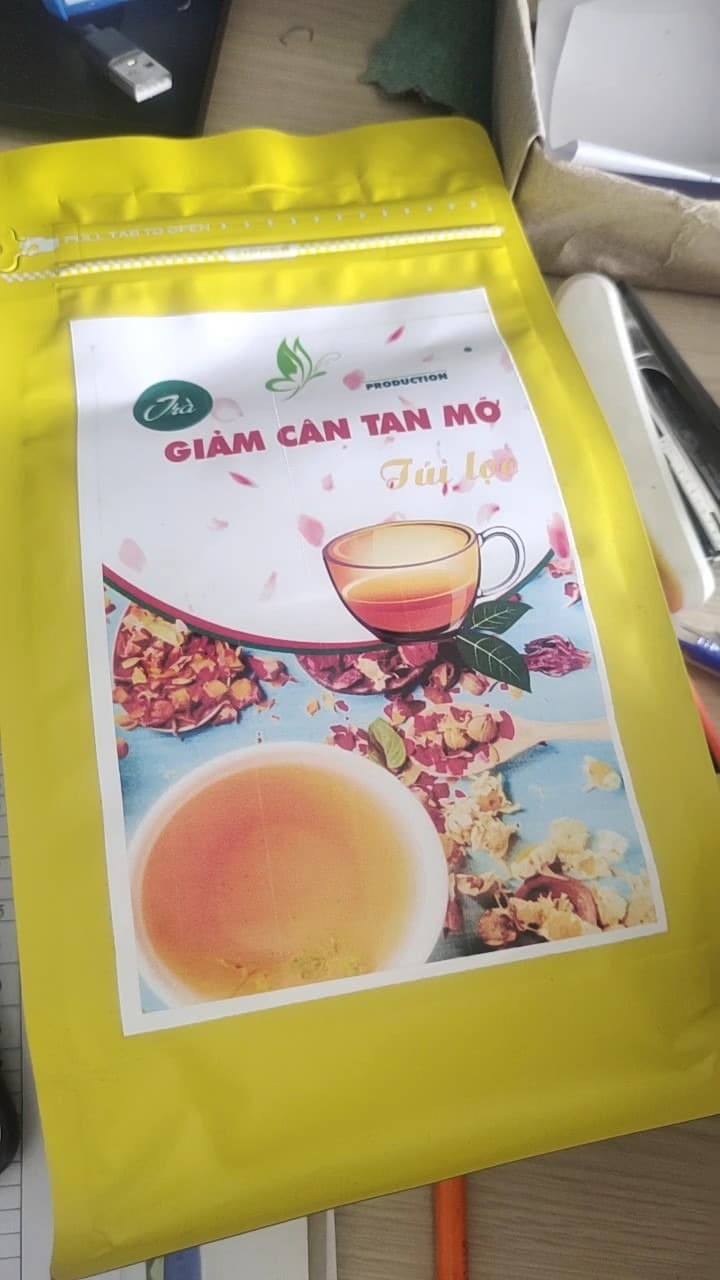 PULL TAB TO OPEN
PRODUCTION
Trà
GIẢM CÂN TAN MỠ
Túi lọc